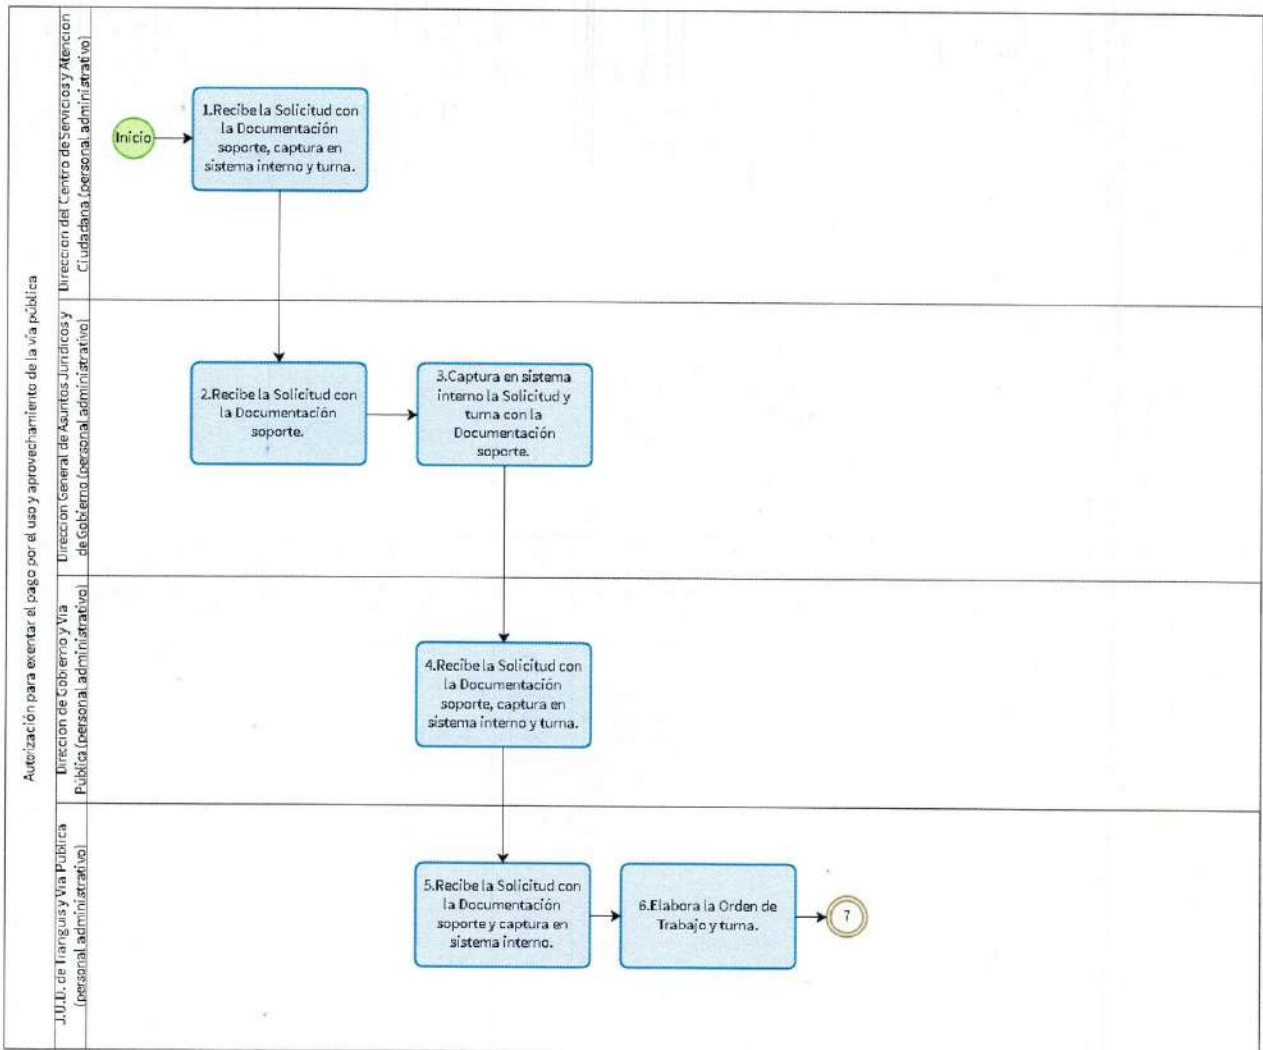 Autorización para exentar el pago por el uso y aprovechamiento de la vía pública
Dirección del Centro de Servicios y Atención
Ciudadana (personal administrativo)
Inicio
1.Recibe la Solicitud con
la Documentación
soporte, captura en
sistema interno y turna.
Dirección General de Asuntos Jurídicos y
de Gobierno (personal administrativo)
2.Recibe la Solicitud con
la Documentación
soporte.
3.Captura en sistema
interno la Solicitud y
turna con la
Documentación
soporte.
Dirección de Gobierno y Vía
Pública (personal administrativo)
4.Recibe la Solicitud con
la Documentación
soporte, captura en
sistema interno y turna.
J.U.D. de Tianguis y Vía Pública
(personal administrativo)
5.Recibe la Solicitud con
la Documentación
soporte y captura en
sistema interno.
6.Elabora la Orden de
Trabajo y turna.
7